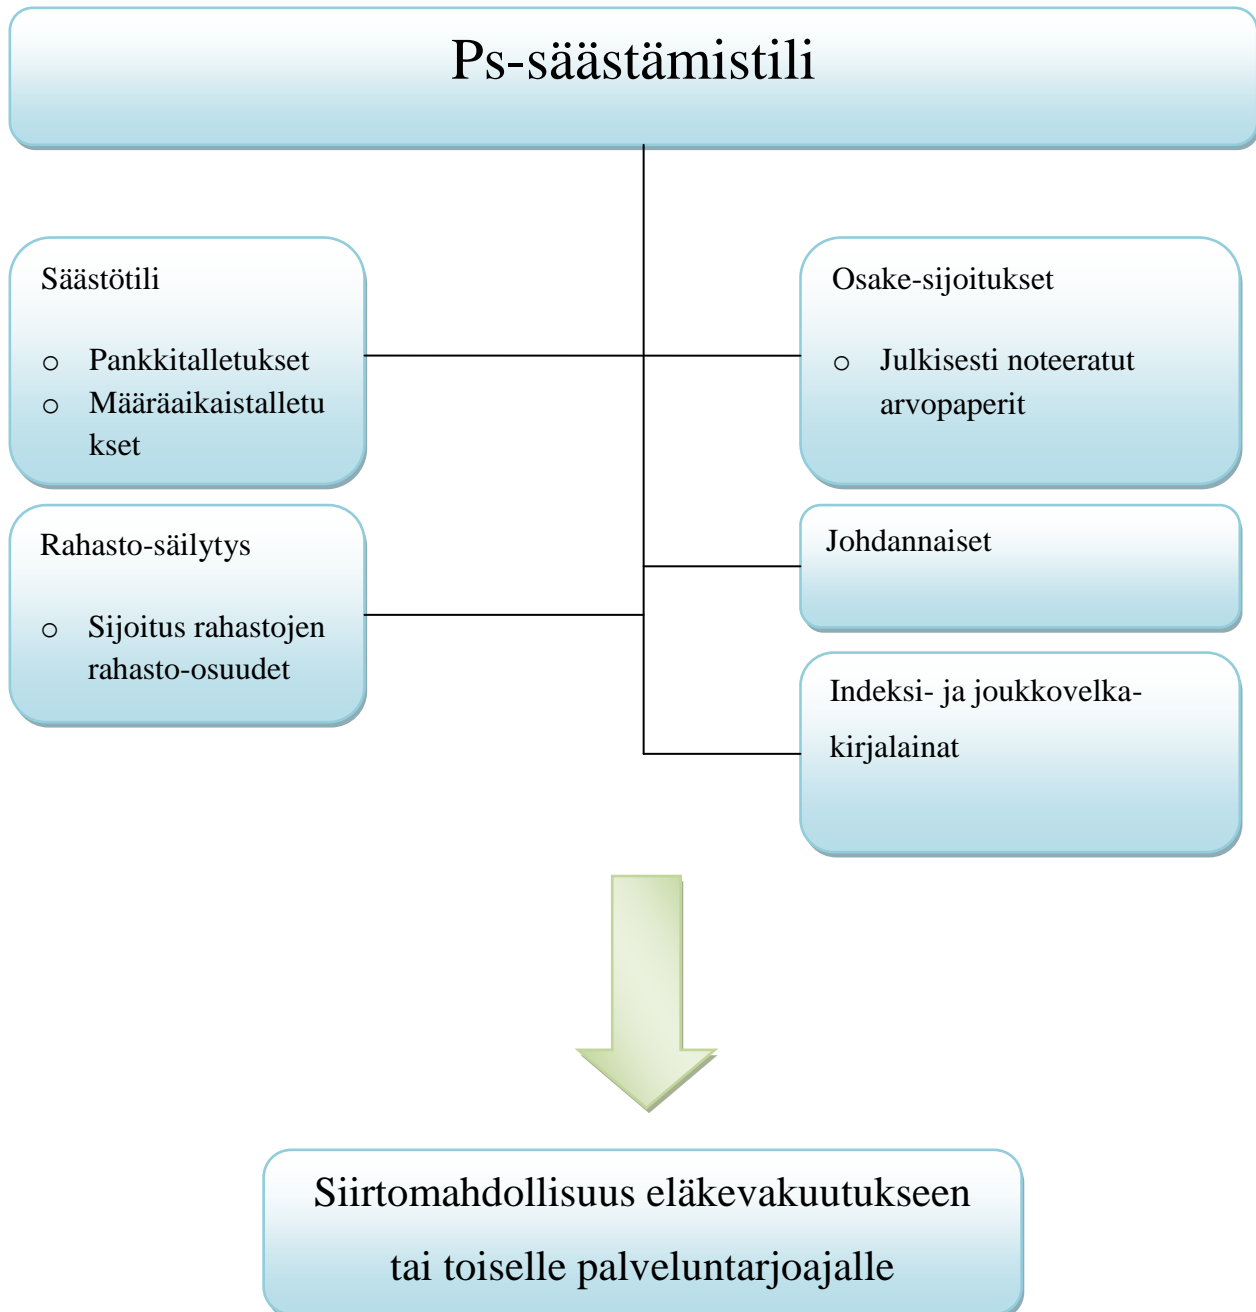 Ps-säästämistili
Säästötili
o Pankkitalletukset
o Määräaikaistalletu
kset
Osake-sijoitukset
o Julkisesti noteeratut
arvopaperit
Rahasto-säilytys
o Sijoitus rahastojen
rahasto-osuudet
Johdannaiset
Indeksi- ja joukkovelka-
kirjalainat
Siirtomahdollisuus eläkevakuutukseen
tai toiselle palveluntarjoajalle